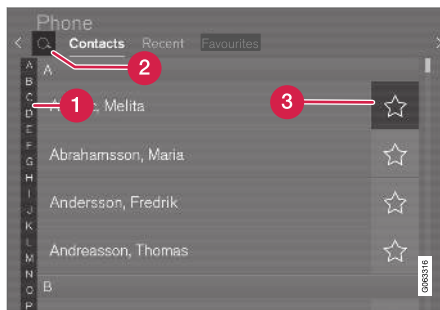 Phone
Contacts Recent Favourites
2
A
A
B
C
D
E
F
G
H
I
J
K
L
M
N
O
P
1
Melita
3
Abrahamsson, Maria
Andersson, Fredrik
Andreasson, Thomas
B
G063316